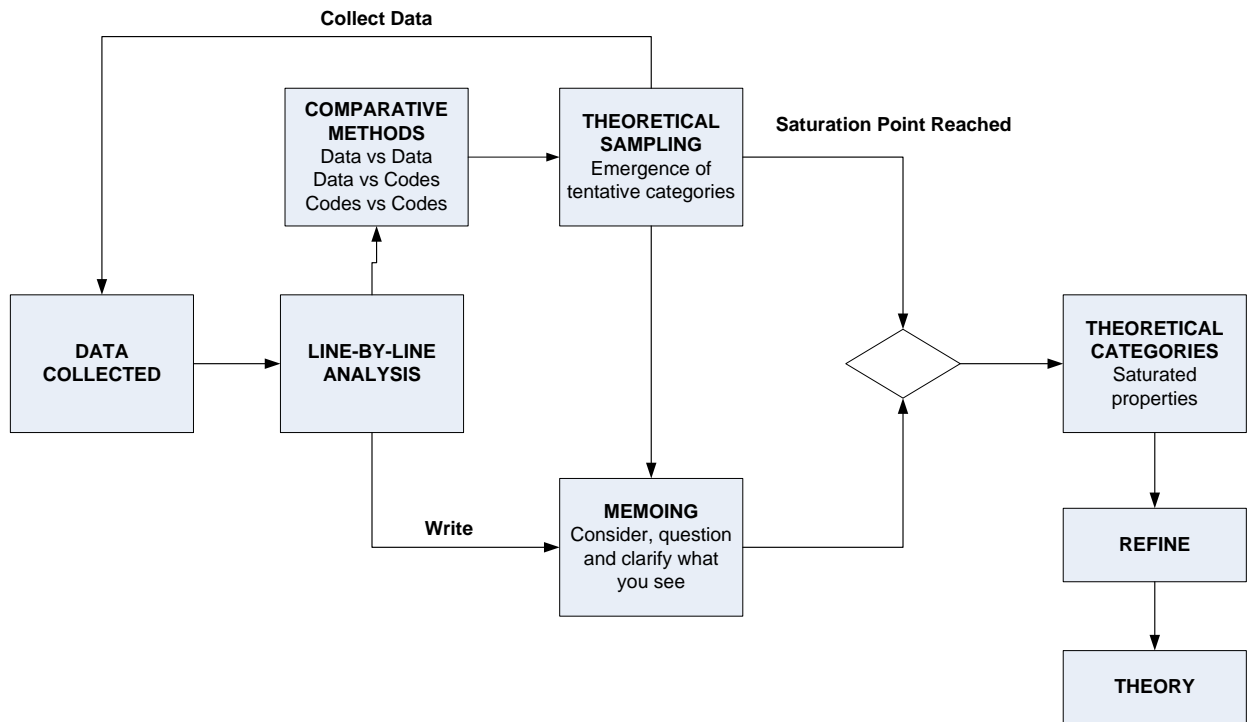 Collect Data
COMPARATIVE
METHODS
Data vs Data
Data vs Codes
Codes vs Codes
THEORETICAL
SAMPLING
Emergence of
tentative categories
Saturation Point Reached
DATA
COLLECTED
LINE-BY-LINE
ANALYSIS
THEORETICAL
CATEGORIES
Saturated
properties
Write
MEMOING
Consider, question
and clarify what
you see
REFINE
THEORY